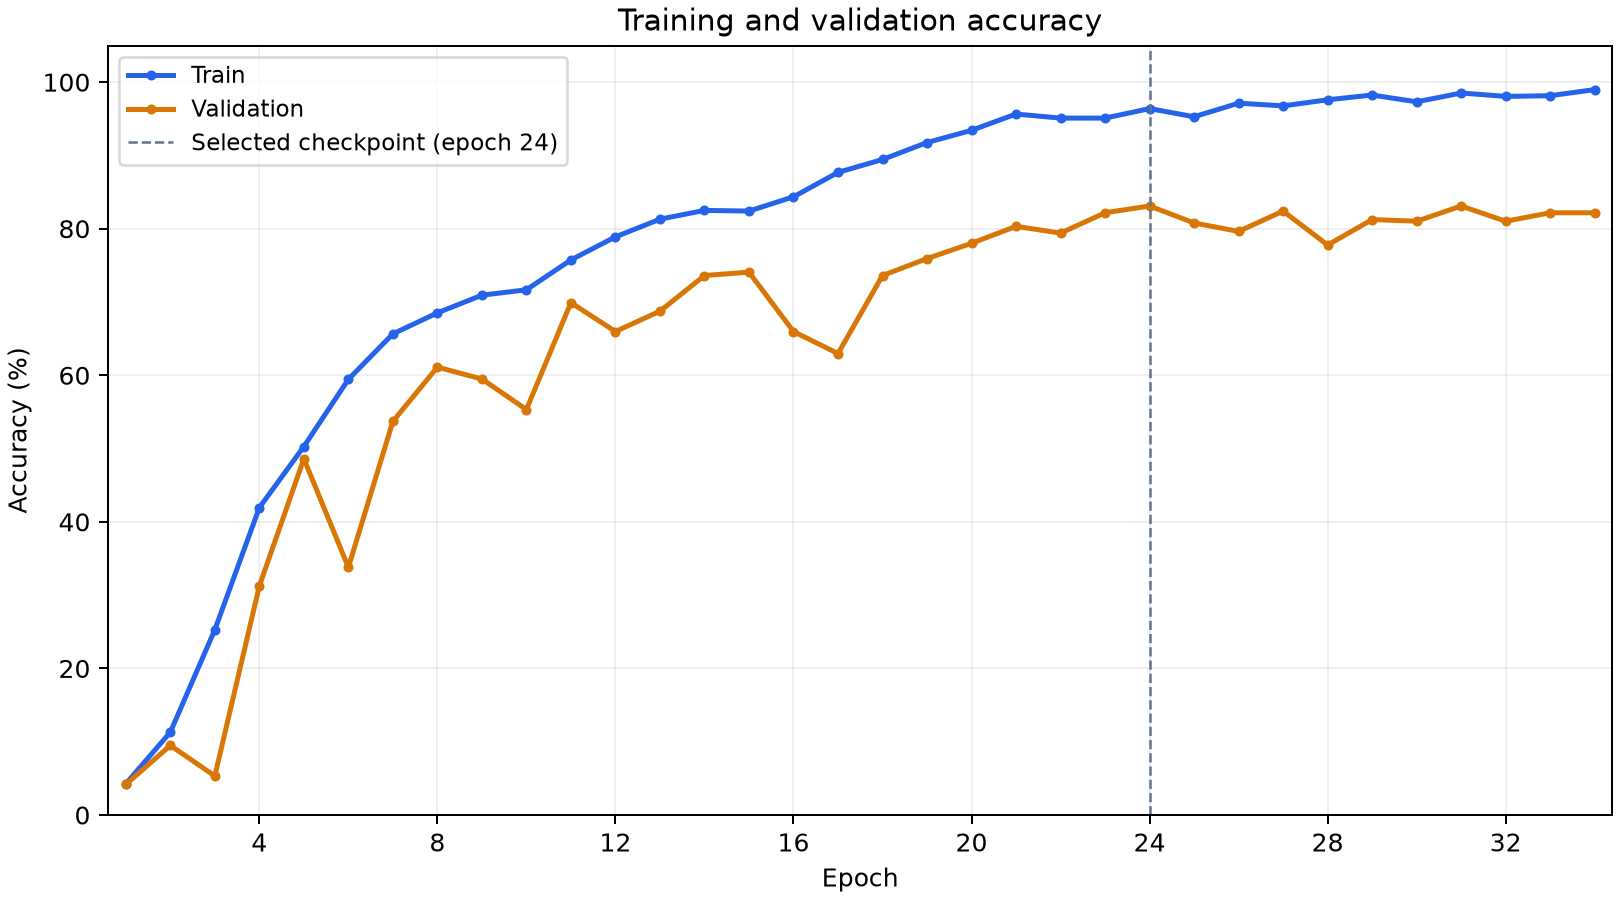 Training and validation accuracy
Train
Validation
Selected checkpoint (epoch 24)
Accuracy (%)
100
80
60
40
20
0
4 8 12 16 20 24 28 32
Epoch